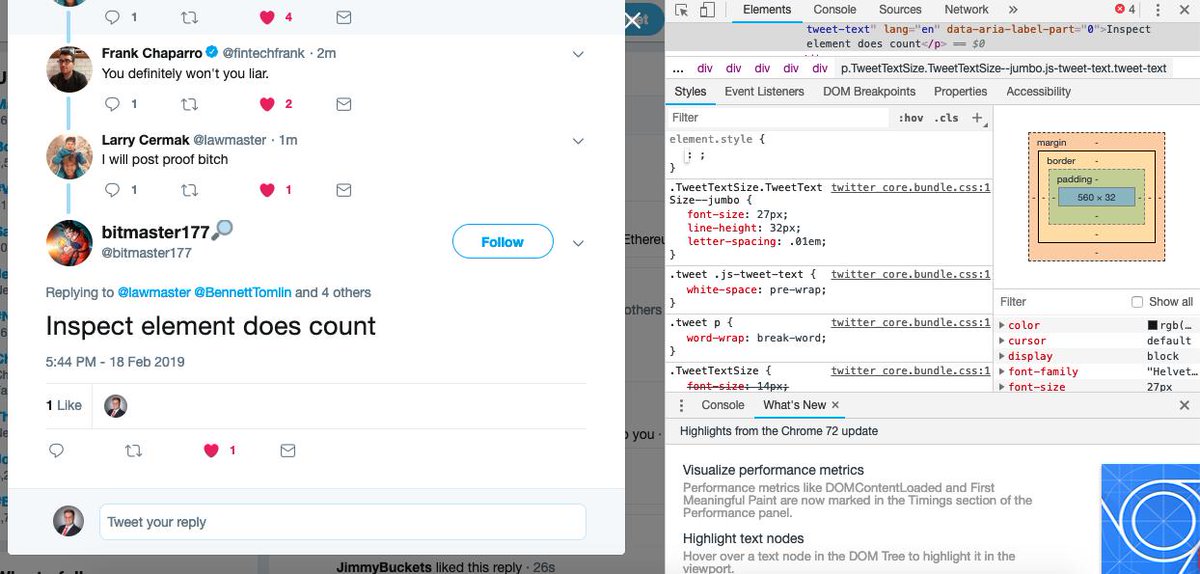 1 4
Frank Chaparro @fintechfrank · 2m
You definitely won't you liar.
1 2
Larry Cermak @lawmaster · 1m
I will post proof bitch
1 1
bitmaster177
@bitmaster177
Follow
Replying to @lawmaster @BennettTomlin and 4 others
Inspect element does count
5:44 PM - 18 Feb 2019
1 Like
1
Tweet your reply
JimmyBuckets liked this reply · 26s
others
you ·
Elements Console Sources Network » 4
tweet-text" lang="en" data-aria-label-part="0">Inspect
element does count</p> == $0
... div div div div div p.TweetTextSize.TweetTextSize--jumbo.js-tweet-text.tweet-text
Styles Event Listeners DOM Breakpoints Properties Accessibility
Filter :hov .cls +
element.style {
: ;
}
.TweetTextSize.TweetText twitter_core.bundle.css:1
Size--jumbo {
font-size: 27px;
line-height: 32px;
letter-spacing: .01em;
}
.tweet .js-tweet-text { twitter_core.bundle.css:1
white-space: pre-wrap;
}
.tweet p { twitter_core.bundle.css:1
word-wrap: break-word;
}
.TweetTextSize { twitter_core.bundle.css:1
font-size: 14px;
margin -
border -
padding -
560 × 32
Filter Show all
color rgb(…
cursor default
display block
font-family "Helvet…
font-size 27px
Console What's New ×
Highlights from the Chrome 72 update
Visualize performance metrics
Performance metrics like DOMContentLoaded and First
Meaningful Paint are now marked in the Timings section of the
Performance panel.
Highlight text nodes
Hover over a text node in the DOM Tree to highlight it in the
viewport.